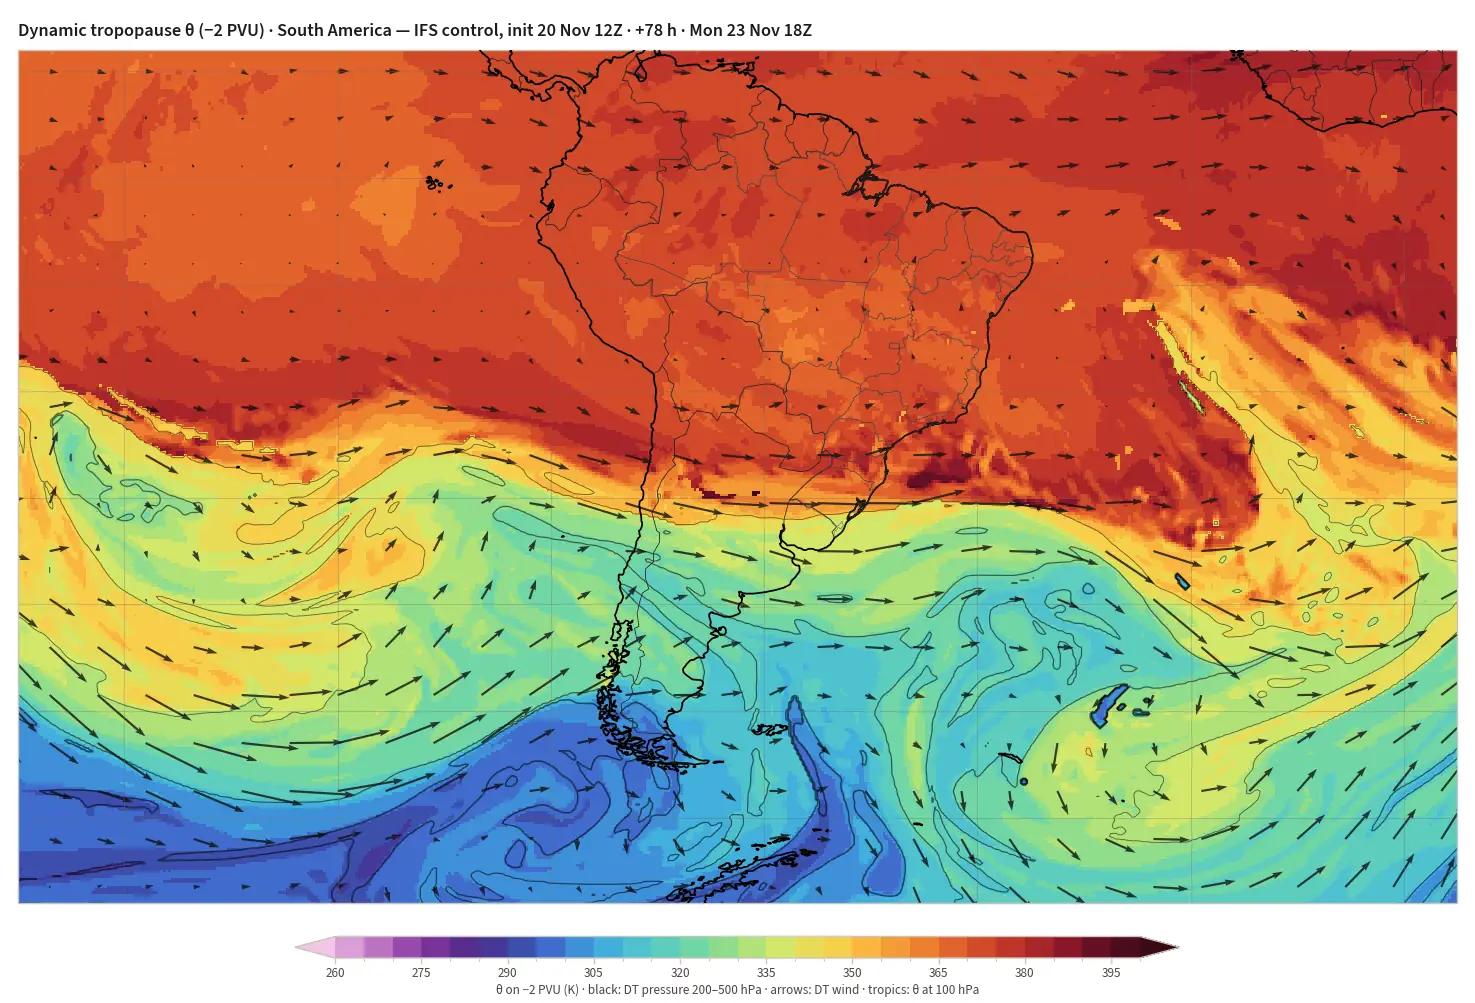 Dynamic tropopause θ (−2 PVU) · South America — IFS control, init 20 Nov 12Z · +78 h · Mon 23 Nov 18Z
260 275 290 305 320 335 350 365 380 395
θ on −2 PVU (K) · black: DT pressure 200–500 hPa · arrows: DT wind · tropics: θ at 100 hPa